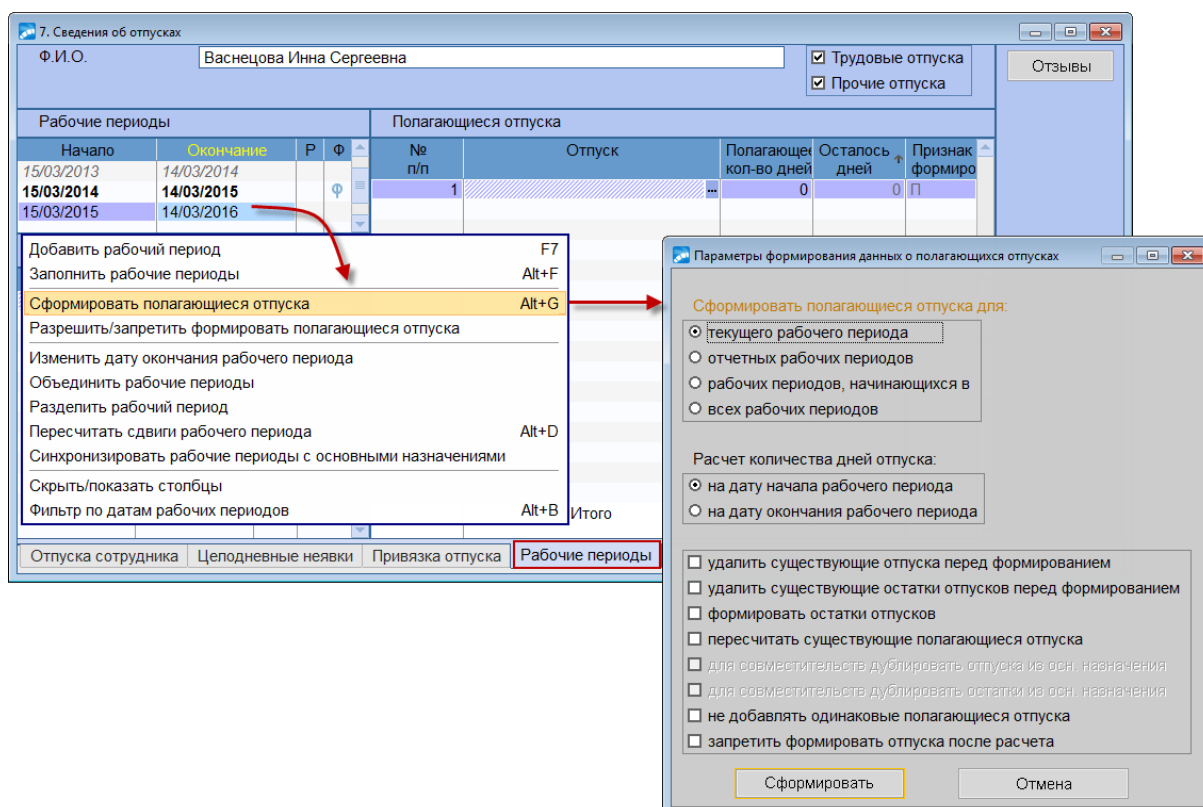 7. Сведения об отпусках
Ф.И.О.
Васнецова Инна Сергеевна
Трудовые отпуска
Прочие отпуска
Отзывы
Рабочие периоды
Полагающиеся отпуска
Начало Окончание Р Ф
№ п/п Отпуск Полагающеe кол-во дней Осталось дней Признак формиро
15/03/2013 14/03/2014
15/03/2014 14/03/2015 Ф
1 ... 0 0 П
15/03/2015 14/03/2016
Добавить рабочий период F7
Заполнить рабочие периоды Alt+F
Сформировать полагающиеся отпуска Alt+G
Разрешить/запретить формировать полагающиеся отпуска
Изменить дату окончания рабочего периода
Объединить рабочие периоды
Разделить рабочий период
Пересчитать сдвиги рабочего периода Alt+D
Синхронизировать рабочие периоды с основными назначениями
Скрыть/показать столбцы
Фильтр по датам рабочих периодов Alt+B
Итого
Отпуска сотрудника Целодневные неявки Привязка отпуска Рабочие периоды
Параметры формирования данных о полагающихся отпусках
Сформировать полагающиеся отпуска для:
текущего рабочего периода
отчетных рабочих периодов
рабочих периодов, начинающихся в
всех рабочих периодов
Расчет количества дней отпуска:
на дату начала рабочего периода
на дату окончания рабочего периода
удалить существующие отпуска перед формированием
удалить существующие остатки отпусков перед формированием
формировать остатки отпусков
пересчитать существующие полагающиеся отпуска
для совместительств дублировать отпуска из осн. назначения
для совместительств дублировать остатки из осн. назначения
не добавлять одинаковые полагающиеся отпуска
запретить формировать отпуска после расчета
Сформировать
Отмена